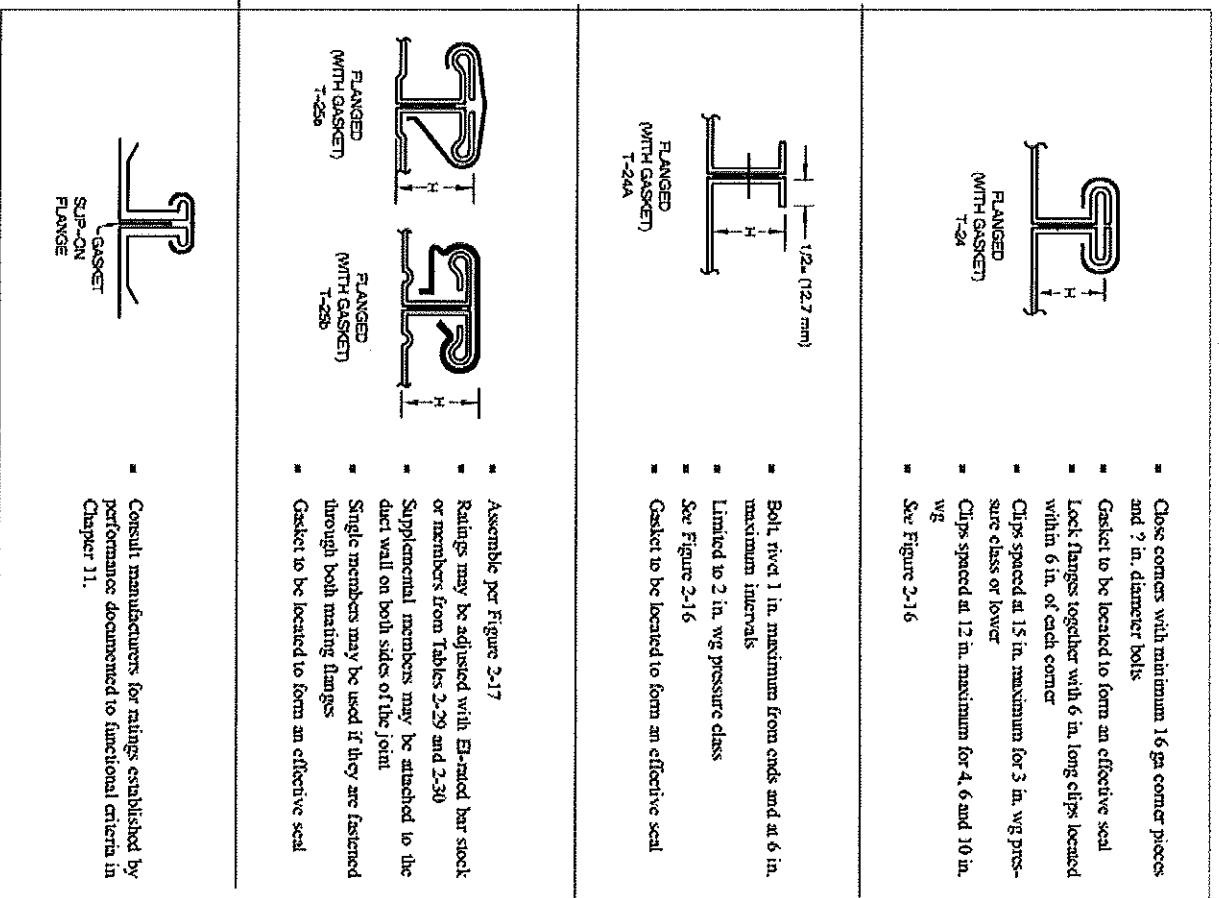 FLANGED
(WITH GASKET)
T-24
H
▪ Close corners with minimum 16 ga corner pieces
and ? in. diameter bolts
▪ Gasket to be located to form an effective seal
▪ Lock flanges together with 6 in. long clips located
within 6 in. of each corner
▪ Clips spaced at 15 in. maximum for 3 in. wg pres-
sure class or lower
▪ Clips spaced at 12 in. maximum for 4, 6 and 10 in.
wg
▪ See Figure 2-16
1/2" (12.7 mm)
H
FLANGED
(WITH GASKET)
T-24A
▪ Bolt, rivet 1 in. maximum from ends and at 6 in.
maximum intervals
▪ Limited to 2 in. wg pressure class
▪ See Figure 2-16
▪ Gasket to be located to form an effective seal
H
FLANGED
(WITH GASKET)
T-25a
H
FLANGED
(WITH GASKET)
T-25b
▪ Assemble per Figure 2-17
▪ Ratings may be adjusted with EI-rated bar stock
or members from Tables 2-29 and 2-30
▪ Supplemental members may be attached to the
duct wall on both sides of the joint
▪ Single members may be used if they are fastened
through both mating flanges
▪ Gasket to be located to form an effective seal
GASKET
SLIP-ON
FLANGE
▪ Consult manufacturers for ratings established by
performance documented to functional criteria in
Chapter 11.